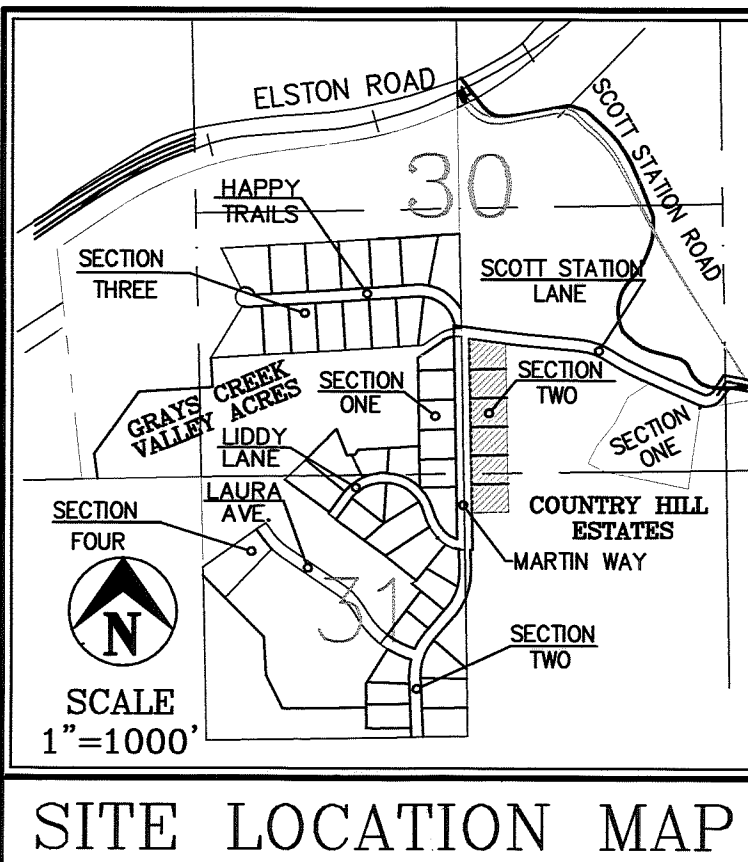 ELSTON ROAD
SCOTT STATION ROAD
30
HAPPY
TRAILS
SECTION
THREE
SCOTT STATION
LANE
GRAYS CREEK
VALLEY ACRES
SECTION
ONE
SECTION
TWO
SECTION
ONE
LIDDY
LANE
LAURA
AVE.
COUNTRY HILL
ESTATES
SECTION
FOUR
MARTIN WAY
31
N
SECTION
TWO
SCALE
1"=1000'
SITE LOCATION MAP